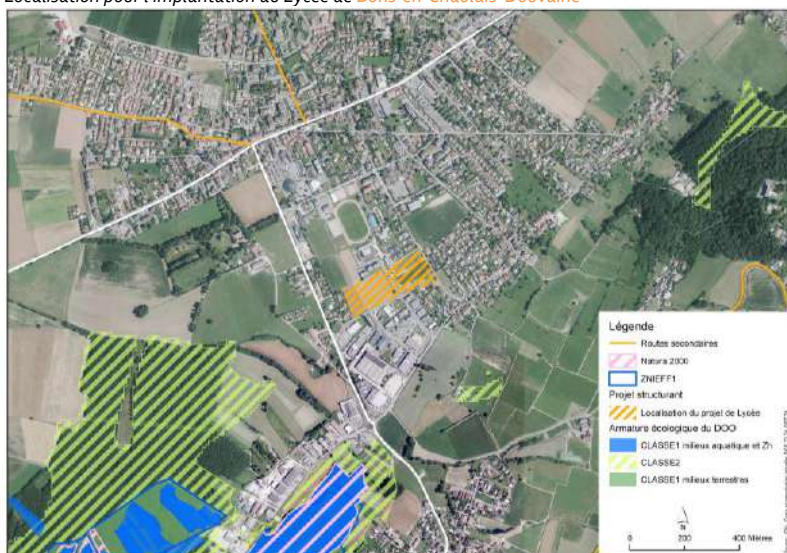 Localisation pour l'implantation du Lycée de Bons-en-Chablais-Douvaine
Légende
Routes secondaires
Natura 2000
ZNIEFF1
Projet structurant
Localisation du projet de Lycée
Armature écologique du DOO
CLASSE1 milieux aquatique et Zh
CLASSE2
CLASSE1 milieux terrestres
N
0 200 400 Mètres